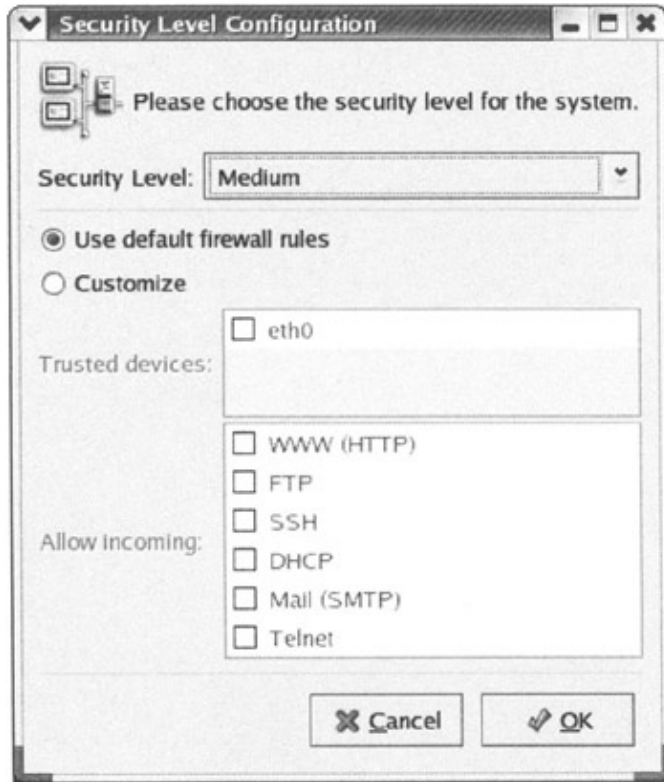 Security Level Configuration
Please choose the security level for the system.
Security Level: Medium
Use default firewall rules
Customize
Trusted devices:
eth0
Allow incoming:
WWW (HTTP)
FTP
SSH
DHCP
Mail (SMTP)
Telnet
Cancel
OK